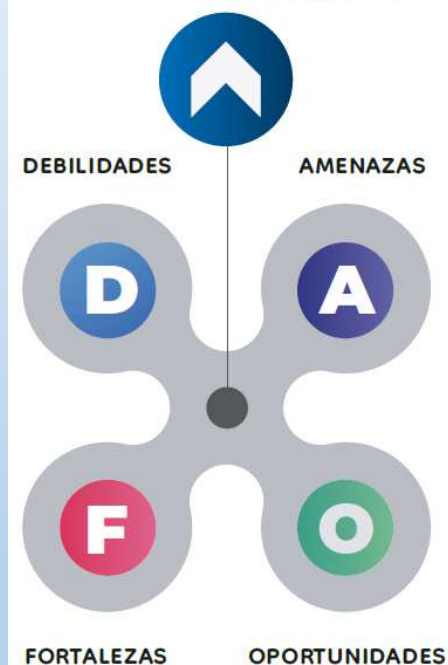 DEBILIDADES
AMENAZAS
D
A
F
O
FORTALEZAS
OPORTUNIDADES